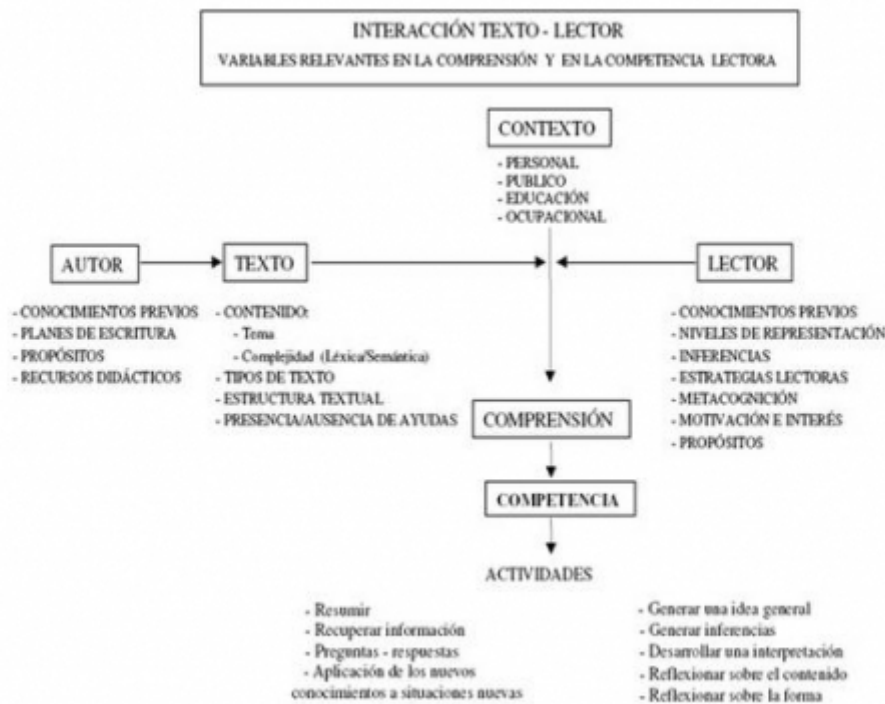 INTERACCIÓN TEXTO - LECTOR
VARIABLES RELEVANTES EN LA COMPRENSIÓN Y EN LA COMPETENCIA LECTORA
CONTEXTO
- PERSONAL
- PUBLICO
- EDUCACIÓN
- OCUPACIONAL
AUTOR
- CONOCIMIENTOS PREVIOS
- PLANES DE ESCRITURA
- PROPÓSITOS
- RECURSOS DIDÁCTICOS
TEXTO
- CONTENIDO:
- Tema
- Complejidad (Léxica/Semántica)
- TIPOS DE TEXTO
- ESTRUCTURA TEXTUAL
- PRESENCIA/AUSENCIA DE AYUDAS
LECTOR
- CONOCIMIENTOS PREVIOS
- NIVELES DE REPRESENTACIÓN
- INFERENCIAS
- ESTRATEGIAS LECTORAS
- METACOGNICIÓN
- MOTIVACIÓN E INTERÉS
- PROPÓSITOS
COMPRENSIÓN
COMPETENCIA
ACTIVIDADES
- Resumir
- Recuperar información
- Preguntas - respuestas
- Aplicación de los nuevos
conocimientos a situaciones nuevas
- Generar una idea general
- Generar inferencias
- Desarrollar una interpretación
- Reflexionar sobre el contenido
- Reflexionar sobre la forma